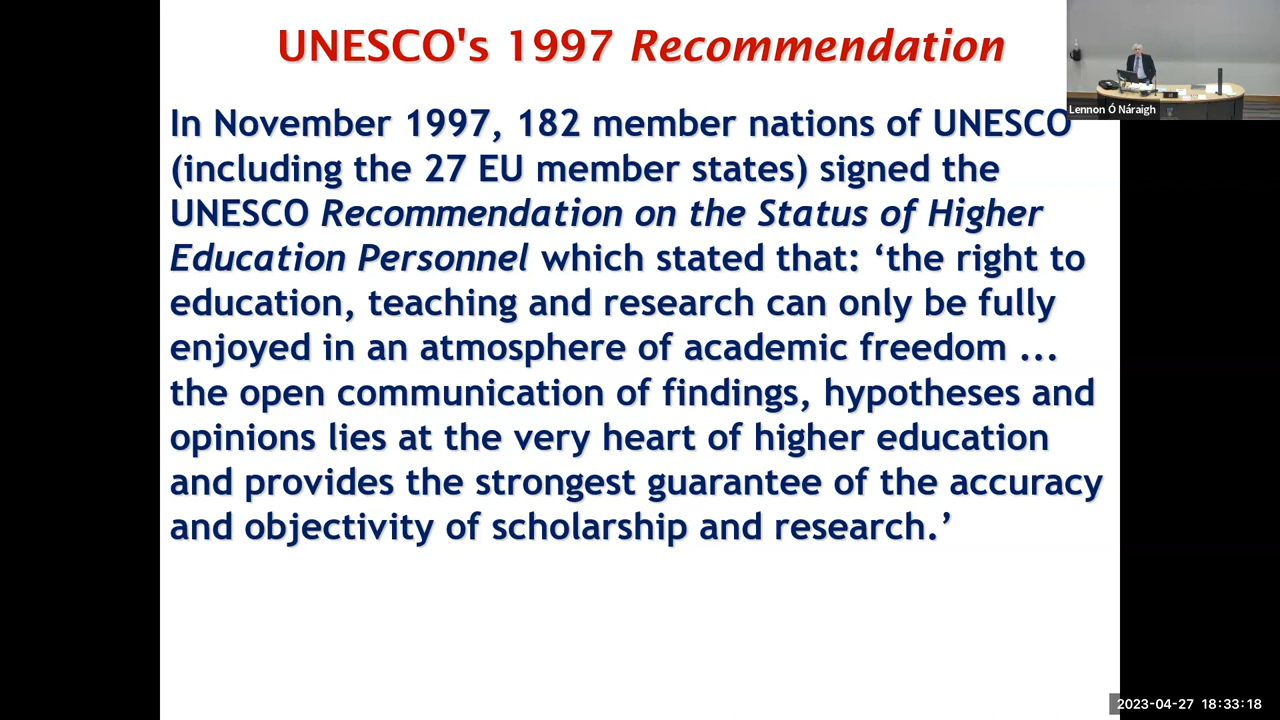 UNESCO's 1997 Recommendation
Lennon Ó Náraigh
In November 1997, 182 member nations of UNESCO
(including the 27 EU member states) signed the
UNESCO Recommendation on the Status of Higher
Education Personnel which stated that: ‘the right to
education, teaching and research can only be fully
enjoyed in an atmosphere of academic freedom ...
the open communication of findings, hypotheses and
opinions lies at the very heart of higher education
and provides the strongest guarantee of the accuracy
and objectivity of scholarship and research.’
2023-04-27 18:33:18